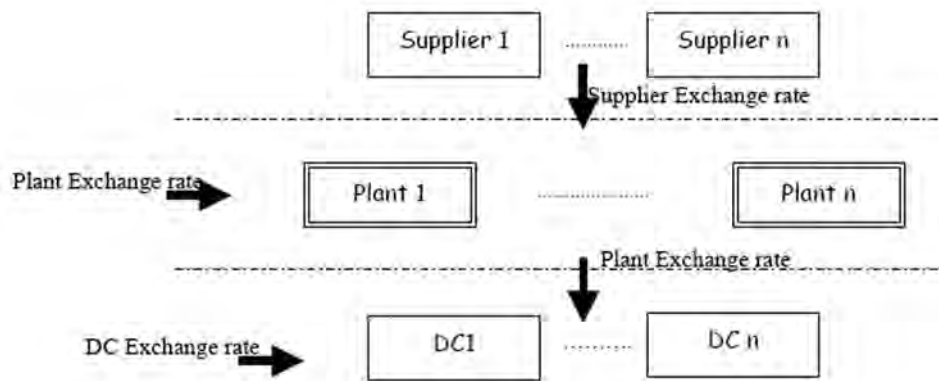 Supplier 1
Supplier n
Supplier Exchange rate
Plant Exchange rate
Plant 1
Plant n
Plant Exchange rate
DC Exchange rate
DC1
DC n